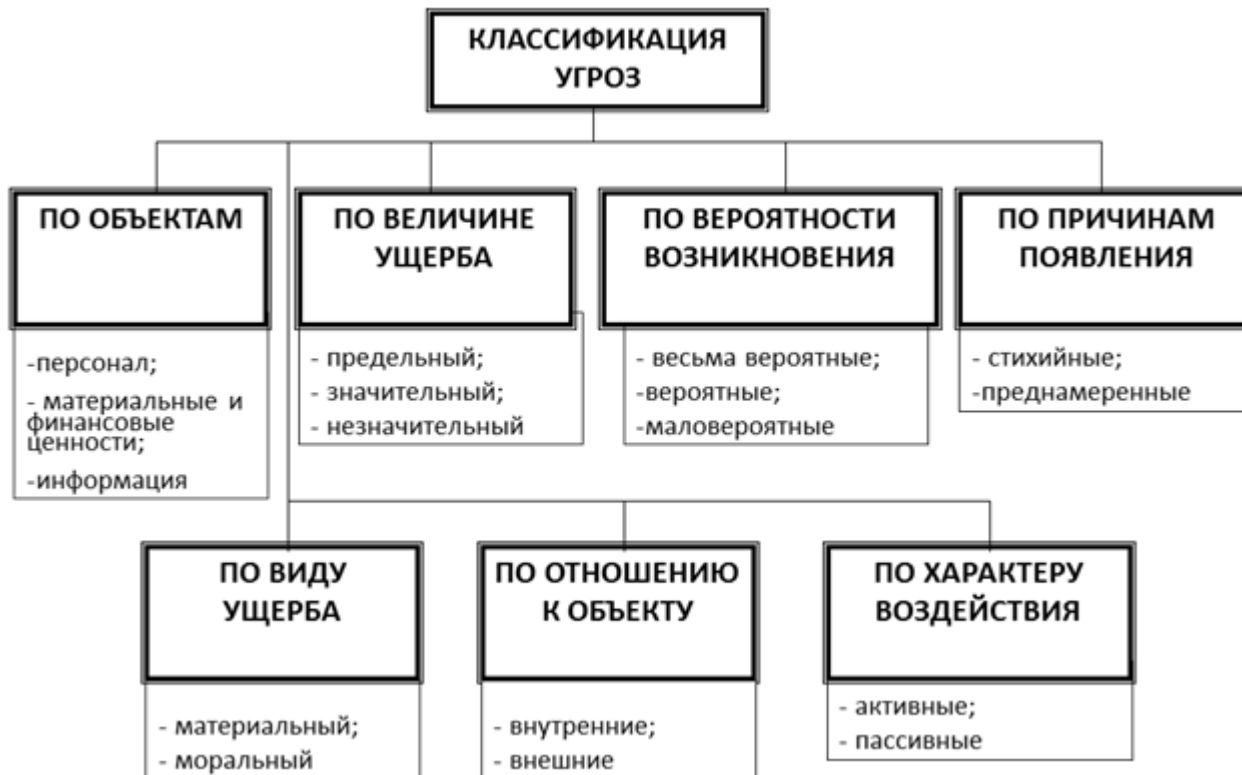 КЛАССИФИКАЦИЯ
УГРОЗ
ПО ОБЪЕКТАМ
-персонал;
- материальные и
финансовые
ценности;
-информация
ПО ВЕЛИЧИНЕ
УЩЕРБА
- предельный;
- значительный;
- незначительный
ПО ВЕРОЯТНОСТИ
ВОЗНИКНОВЕНИЯ
- весьма вероятные;
-вероятные;
-маловероятные
ПО ПРИЧИНАМ
ПОЯВЛЕНИЯ
- стихийные;
-преднамеренные
ПО ВИДУ
УЩЕРБА
- материальный;
- моральный
ПО ОТНОШЕНИЮ
К ОБЪЕКТУ
- внутренние;
- внешние
ПО ХАРАКТЕРУ
ВОЗДЕЙСТВИЯ
- активные;
- пассивные